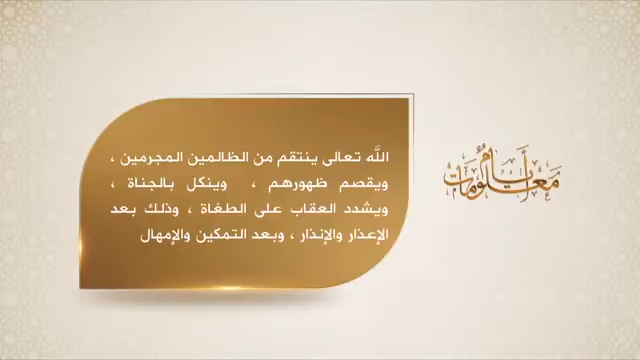 الله تعالى ينتقم من الظالمين المجرمين ،
ويقصم ظهورهم ، وينكل بالجناة ،
ويشدد العقاب على الطغاة ، وذلك بعد
الإعذار والإنذار ، وبعد التمكين والإمهال
أيام معلومات